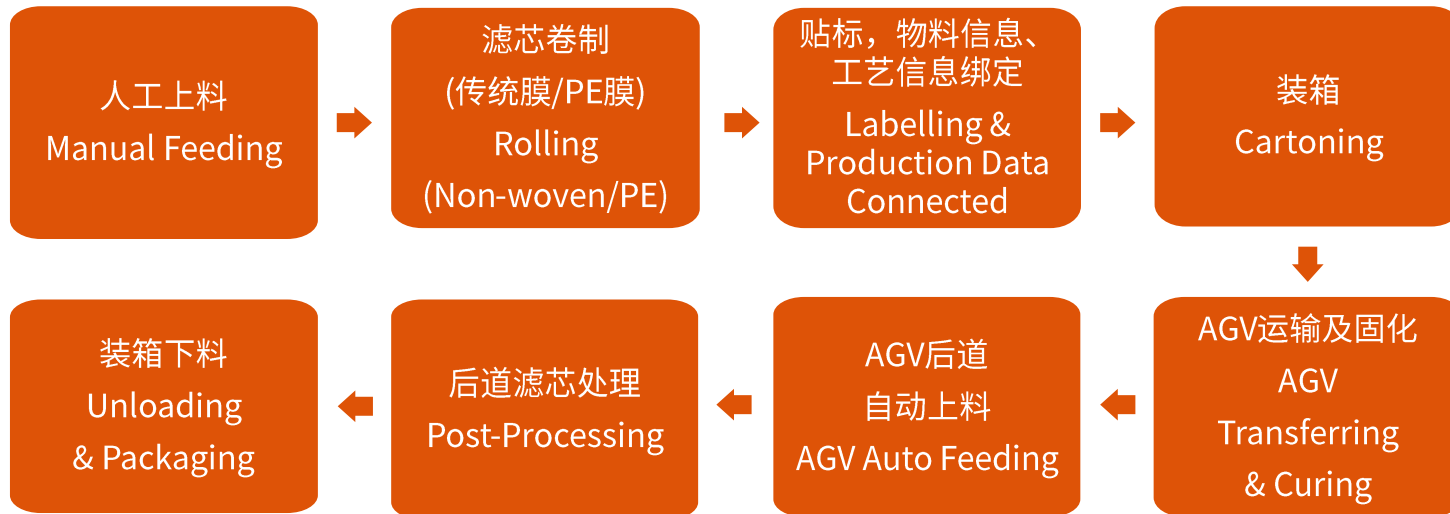 人工上料
Manual Feeding
滤芯卷制
(传统膜/PE膜)
Rolling
(Non-woven/PE)
贴标，物料信息、
工艺信息绑定
Labelling &
Production Data
Connected
装箱
Cartoning
AGV运输及固化
AGV
Transferring
& Curing
AGV后道
自动上料
AGV Auto Feeding
后道滤芯处理
Post-Processing
装箱下料
Unloading
& Packaging